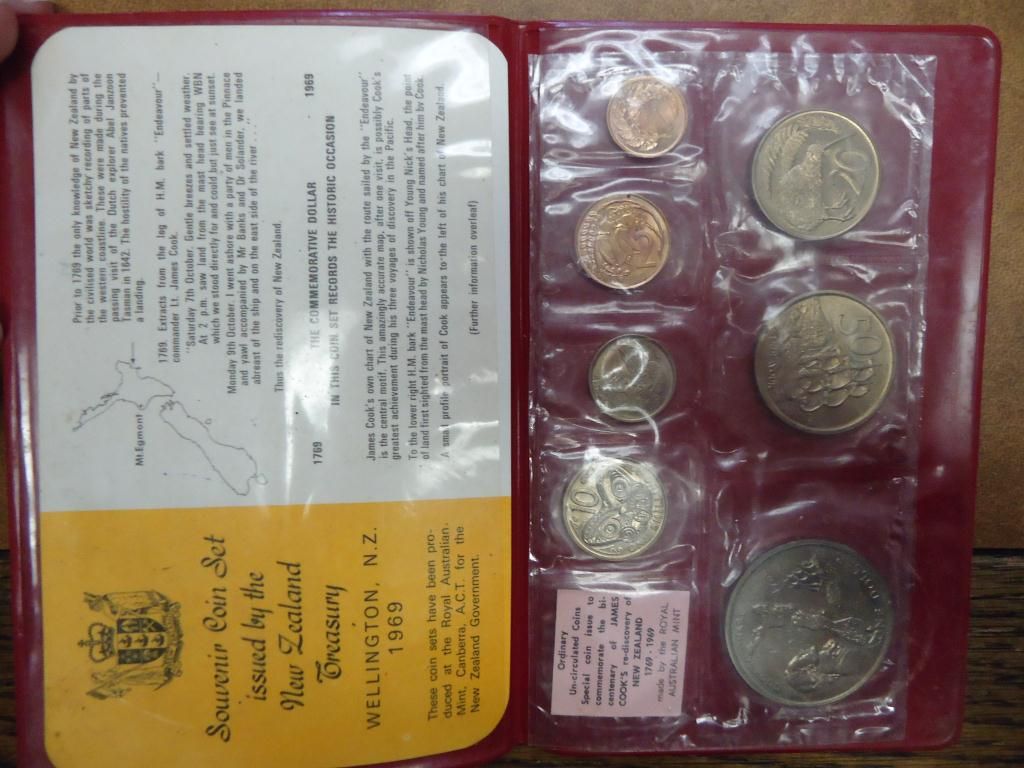 Souvenir Coin Set
issued by the
New Zealand
Treasury
WELLINGTON, N.Z.
1969
These coin sets have been pro-
duced at the Royal Australian
Mint, Canberra, A.C.T. for the
New Zealand Government.
Prior to 1769 the only knowledge of New Zealand by
the civilised world was sketchy recording of parts of
the western coastline. These were made during the
passing visit of the Dutch explorer Abel Janzoon
Tasman in 1642. The hostility of the natives prevented
a landing.
Mt.Egmont
1769. Extracts from the log of H.M. bark "Endeavour"—
commander Lt. James Cook.
"Saturday 7th October. Gentle breezes and settled weather.
At 2 p.m. saw land from the mast head bearing WBN
which we stood directly for and could but just see at sunset.
Monday 9th October. I went ashore with a party of men in the Pinnace
and yawl accompanied by Mr Banks and Dr Solander, we landed
abreast of the ship and on the east side of the river . . . .
Thus the rediscovery of New Zealand.
1769 THE COMMEMORATIVE DOLLAR 1969
IN THIS COIN SET RECORDS THE HISTORIC OCCASION
James Cook's own chart of New Zealand with the route sailed by the "Endeavour"
is the central motif. This amazingly accurate map, after one visit, is possibly Cook's
greatest achievement during his three voyages of discovery in the Pacific.
To the lower right H.M. bark "Endeavour" is shown off Young Nick's Head, the point
of land first sighted from the mast head by Nicholas Young and named after him by Cook.
A small profile portrait of Cook appears to the left of his chart of New Zealand.
(Further information overleaf)
2
10
20
50
Ordinary
Un-circulated Coins
Special coin issue to
commemorate the bi-
centenary of JAMES
COOK'S re-discovery of
NEW ZEALAND
1769 - 1969
made by the ROYAL
AUSTRALIAN MINT